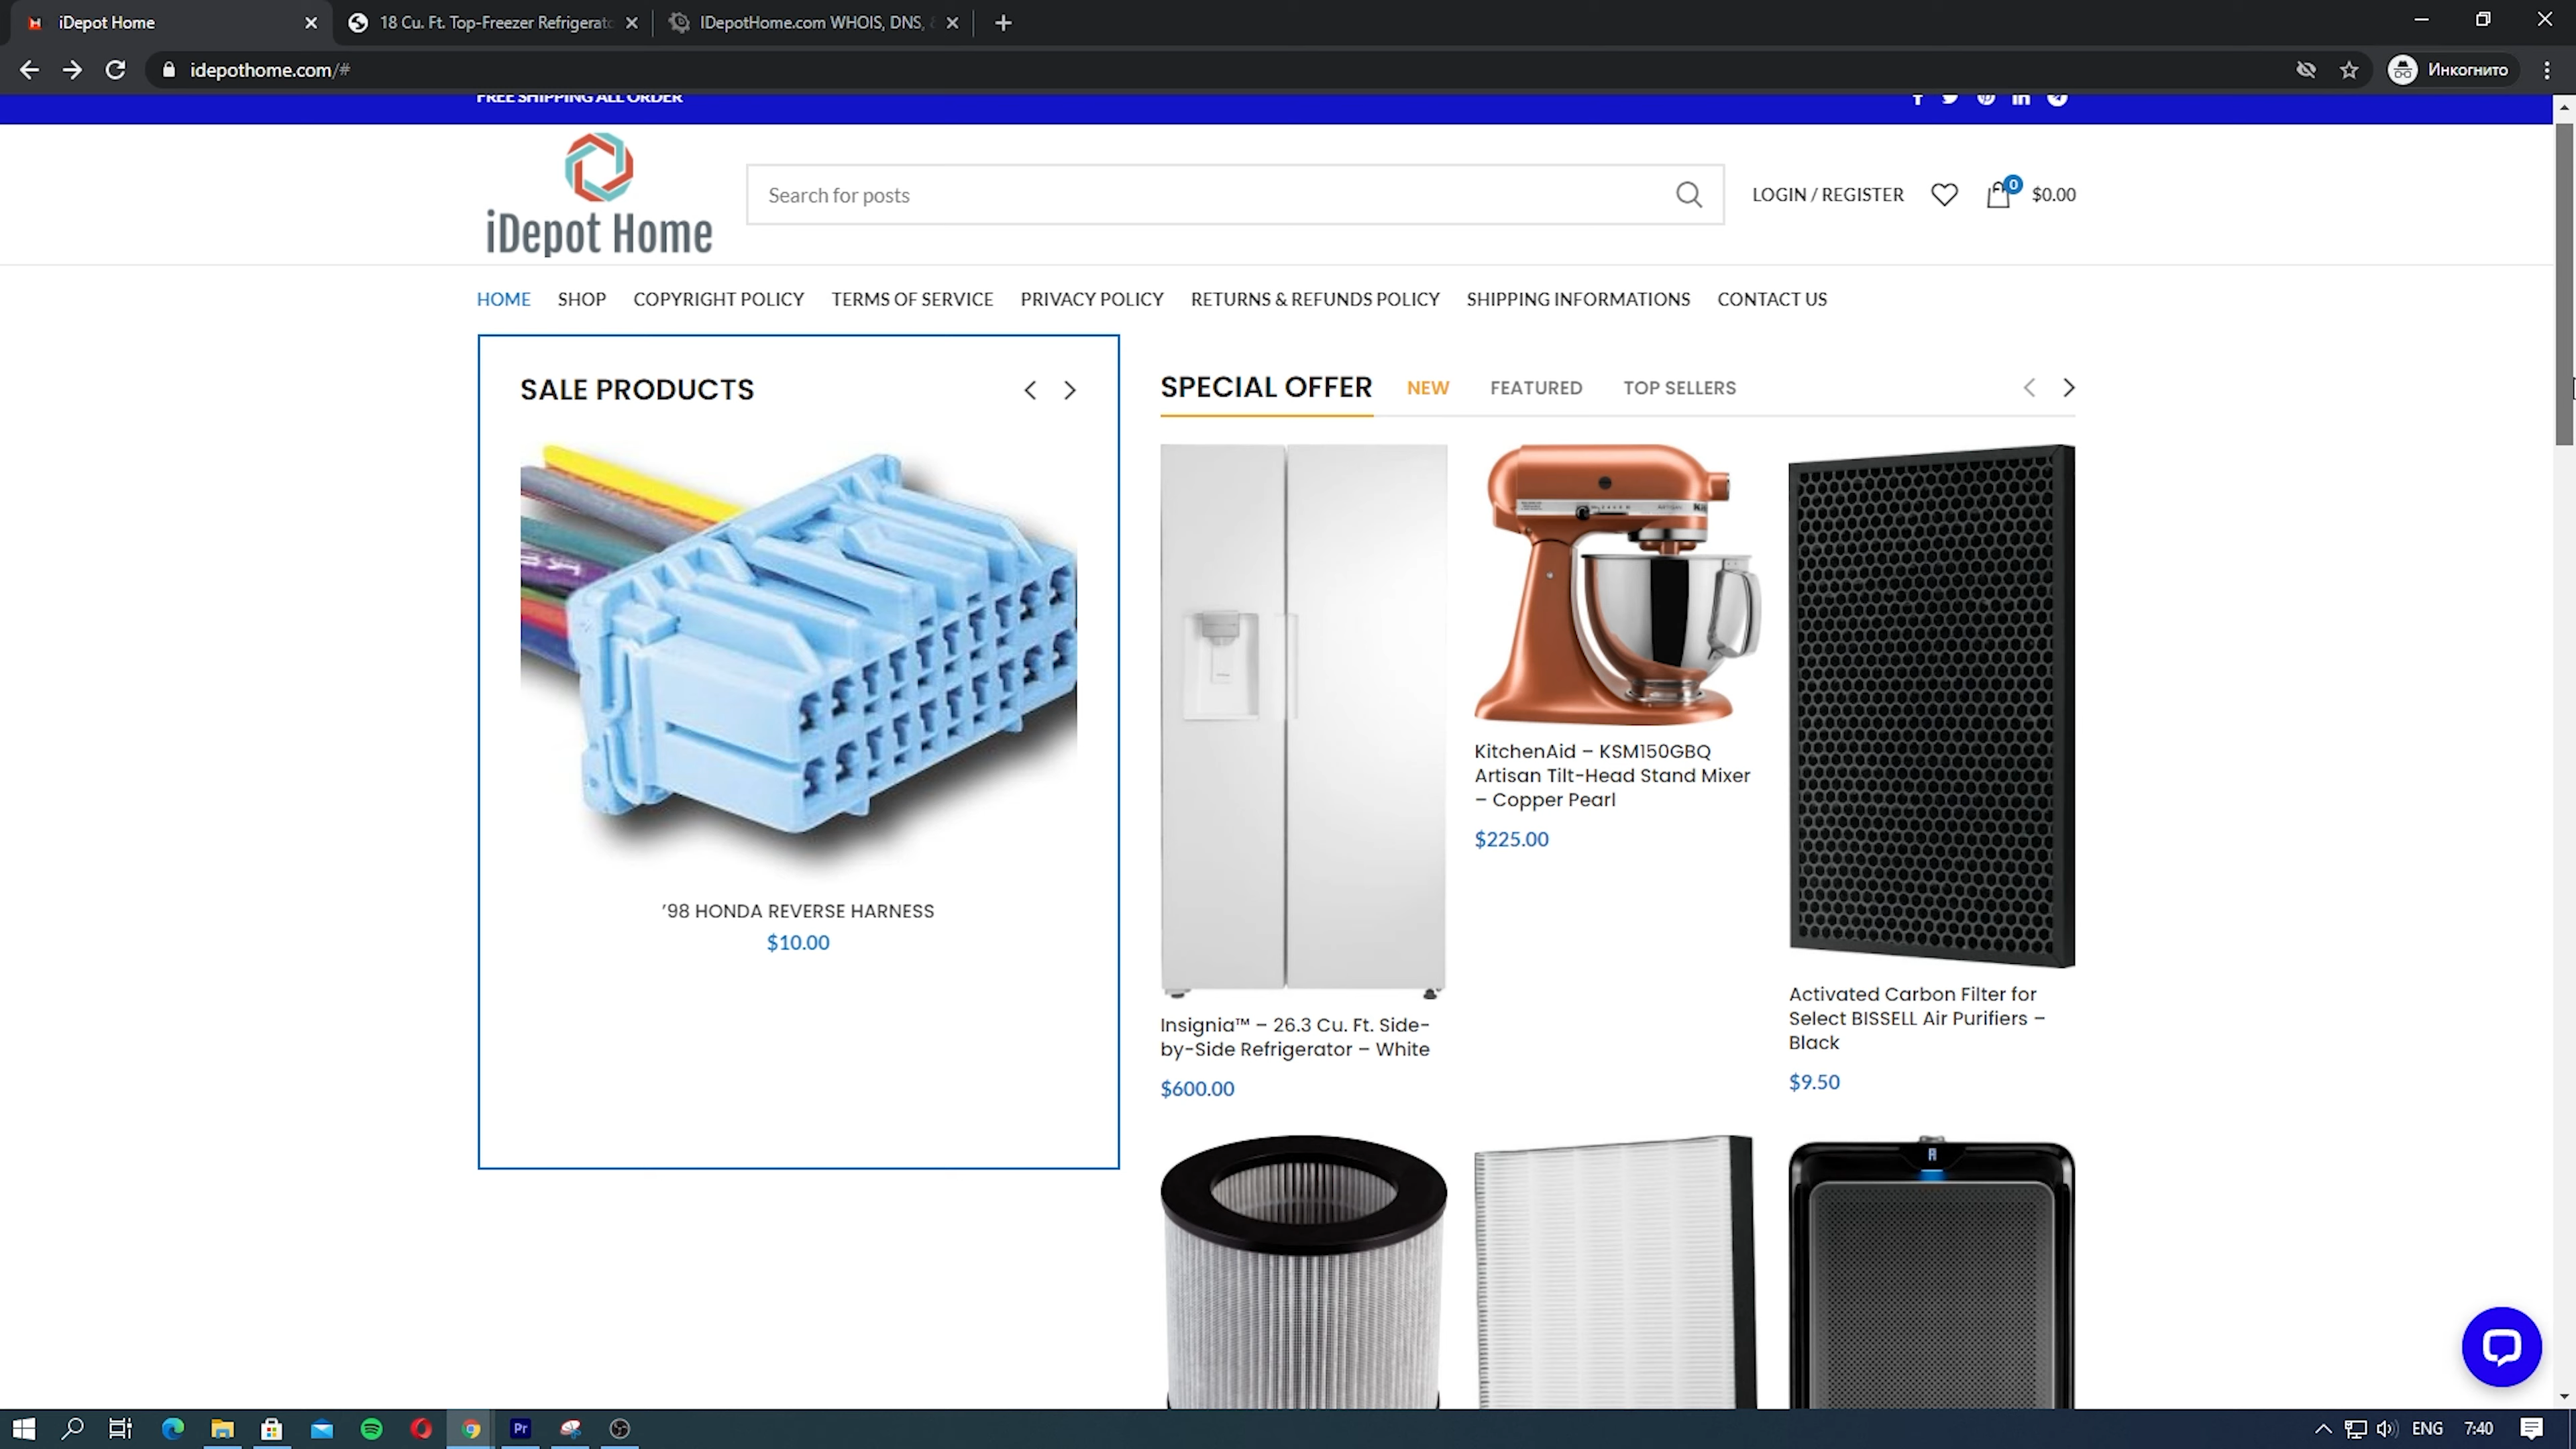 iDepot Home
18 Cu. Ft. Top-Freezer Refrigerato
IDepotHome.com WHOIS, DNS, &
idepothome.com/#
Инкогнито
FREE SHIPPING ALL ORDER
iDepot Home
Search for posts
LOGIN / REGISTER
0
$0.00
HOME
SHOP
COPYRIGHT POLICY
TERMS OF SERVICE
PRIVACY POLICY
RETURNS & REFUNDS POLICY
SHIPPING INFORMATIONS
CONTACT US
SALE PRODUCTS
’98 HONDA REVERSE HARNESS
$10.00
SPECIAL OFFER
NEW
FEATURED
TOP SELLERS
Insignia™ – 26.3 Cu. Ft. Side-
by-Side Refrigerator – White
$600.00
KitchenAid – KSM150GBQ
Artisan Tilt-Head Stand Mixer
– Copper Pearl
$225.00
Activated Carbon Filter for
Select BISSELL Air Purifiers –
Black
$9.50
Pr
ENG
7:40